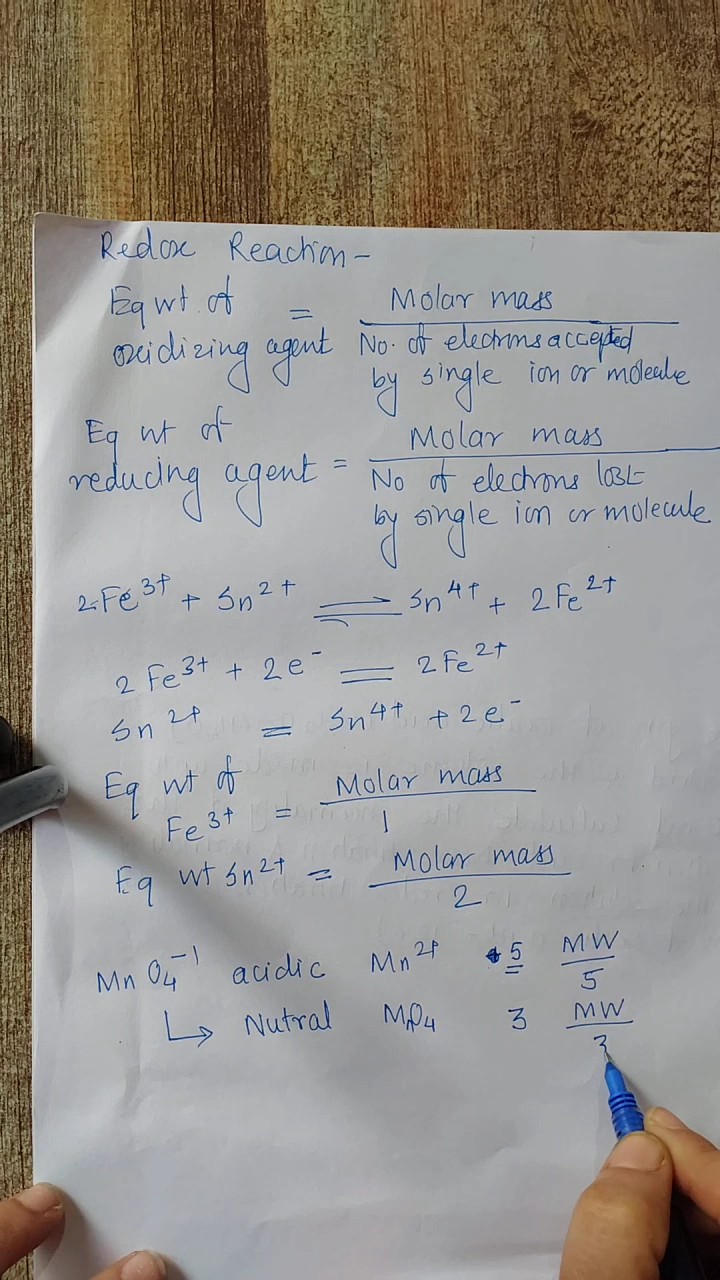 Redox Reaction -
Eq wt. of = Molar mass
oxidizing agent No. of electrons accepted
by single ion or molecule
Eq wt of Molar mass
reducing agent = No of electrons lost
by single ion or molecule
2Fe³⁺ + Sn²⁺ ⇌ Sn⁴⁺ + 2Fe²⁺
2Fe³⁺ + 2e⁻ = 2Fe²⁺
Sn²⁺ = Sn⁴⁺ + 2e⁻
Eq wt of Molar mass
Fe³⁺ = 1
Eq wt Sn²⁺ = Molar mass
2
MnO₄⁻¹ acidic Mn²⁺ 5 MW/5
↳ Nutral MnO₄ 3 MW/3